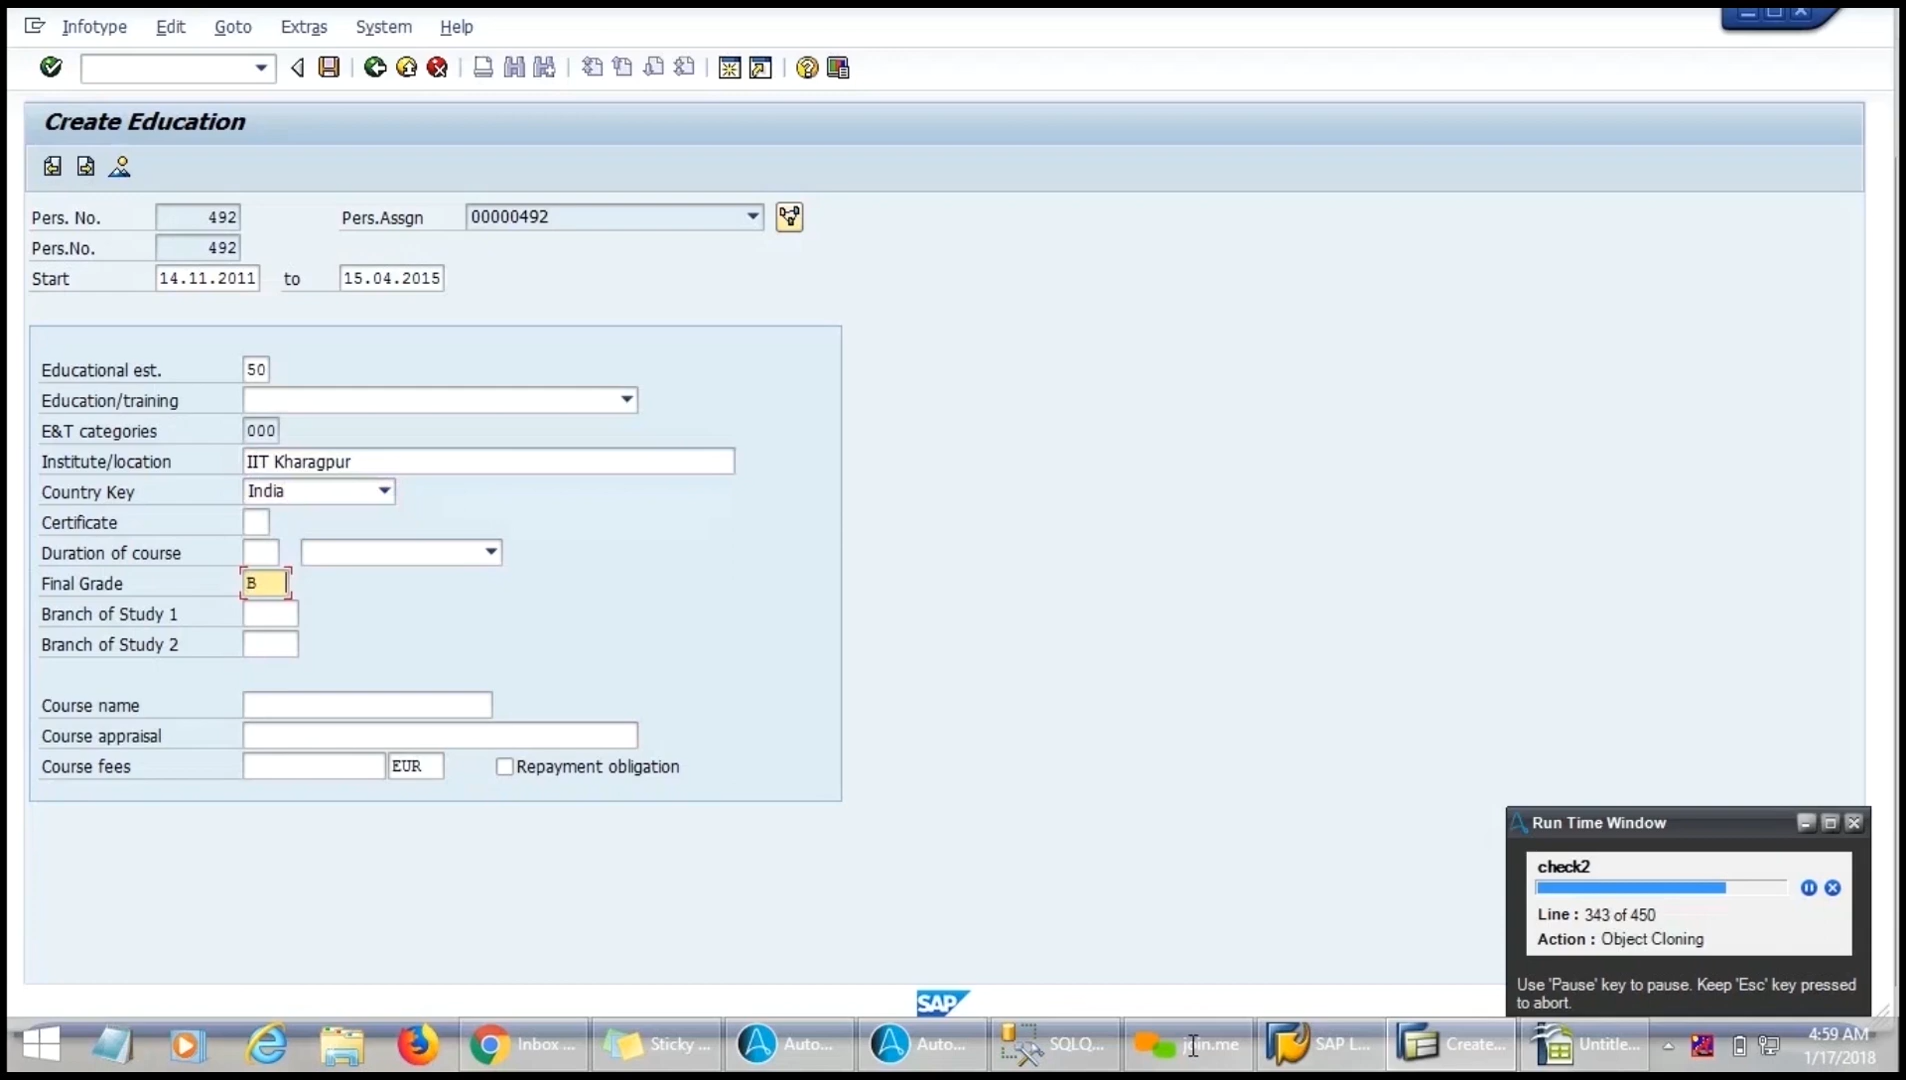 Infotype Edit Goto Extras System Help
Create Education
Pers. No. 492 Pers.Assgn 00000492
Pers.No. 492
Start 14.11.2011 to 15.04.2015
Educational est. 50
Education/training
E&T categories 000
Institute/location IIT Kharagpur
Country Key India
Certificate
Duration of course
Final Grade B
Branch of Study 1
Branch of Study 2
Course name
Course appraisal
Course fees EUR Repayment obligation
Run Time Window
check2
Line : 343 of 450
Action : Object Cloning
Use 'Pause' key to pause. Keep 'Esc' key pressed
to abort.
SAP
Inbox ... Sticky ... Auto... Auto... SQLQ... join.me SAP L... Create... Untitle... 4:59 AM
1/17/2018